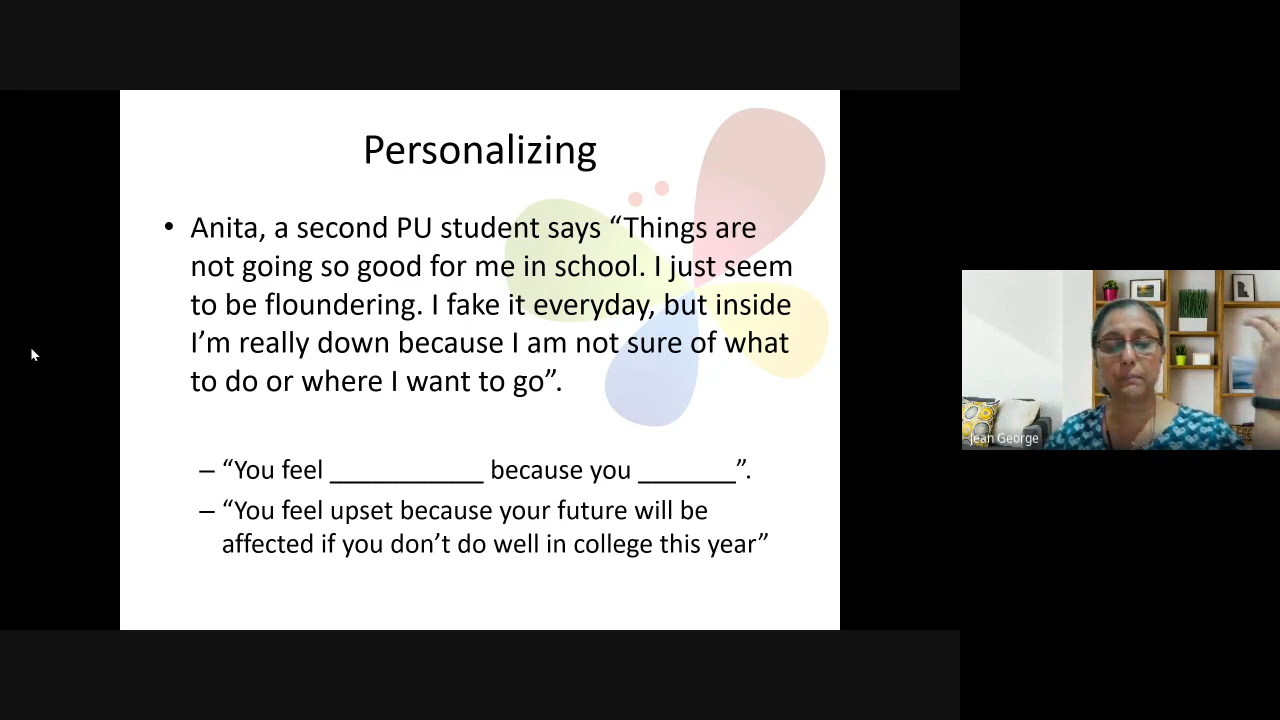 Personalizing
• Anita, a second PU student says “Things are
not going so good for me in school. I just seem
to be floundering. I fake it everyday, but inside
I’m really down because I am not sure of what
to do or where I want to go”.
– “You feel ___________ because you _______”.
– “You feel upset because your future will be
affected if you don’t do well in college this year”
Jean George